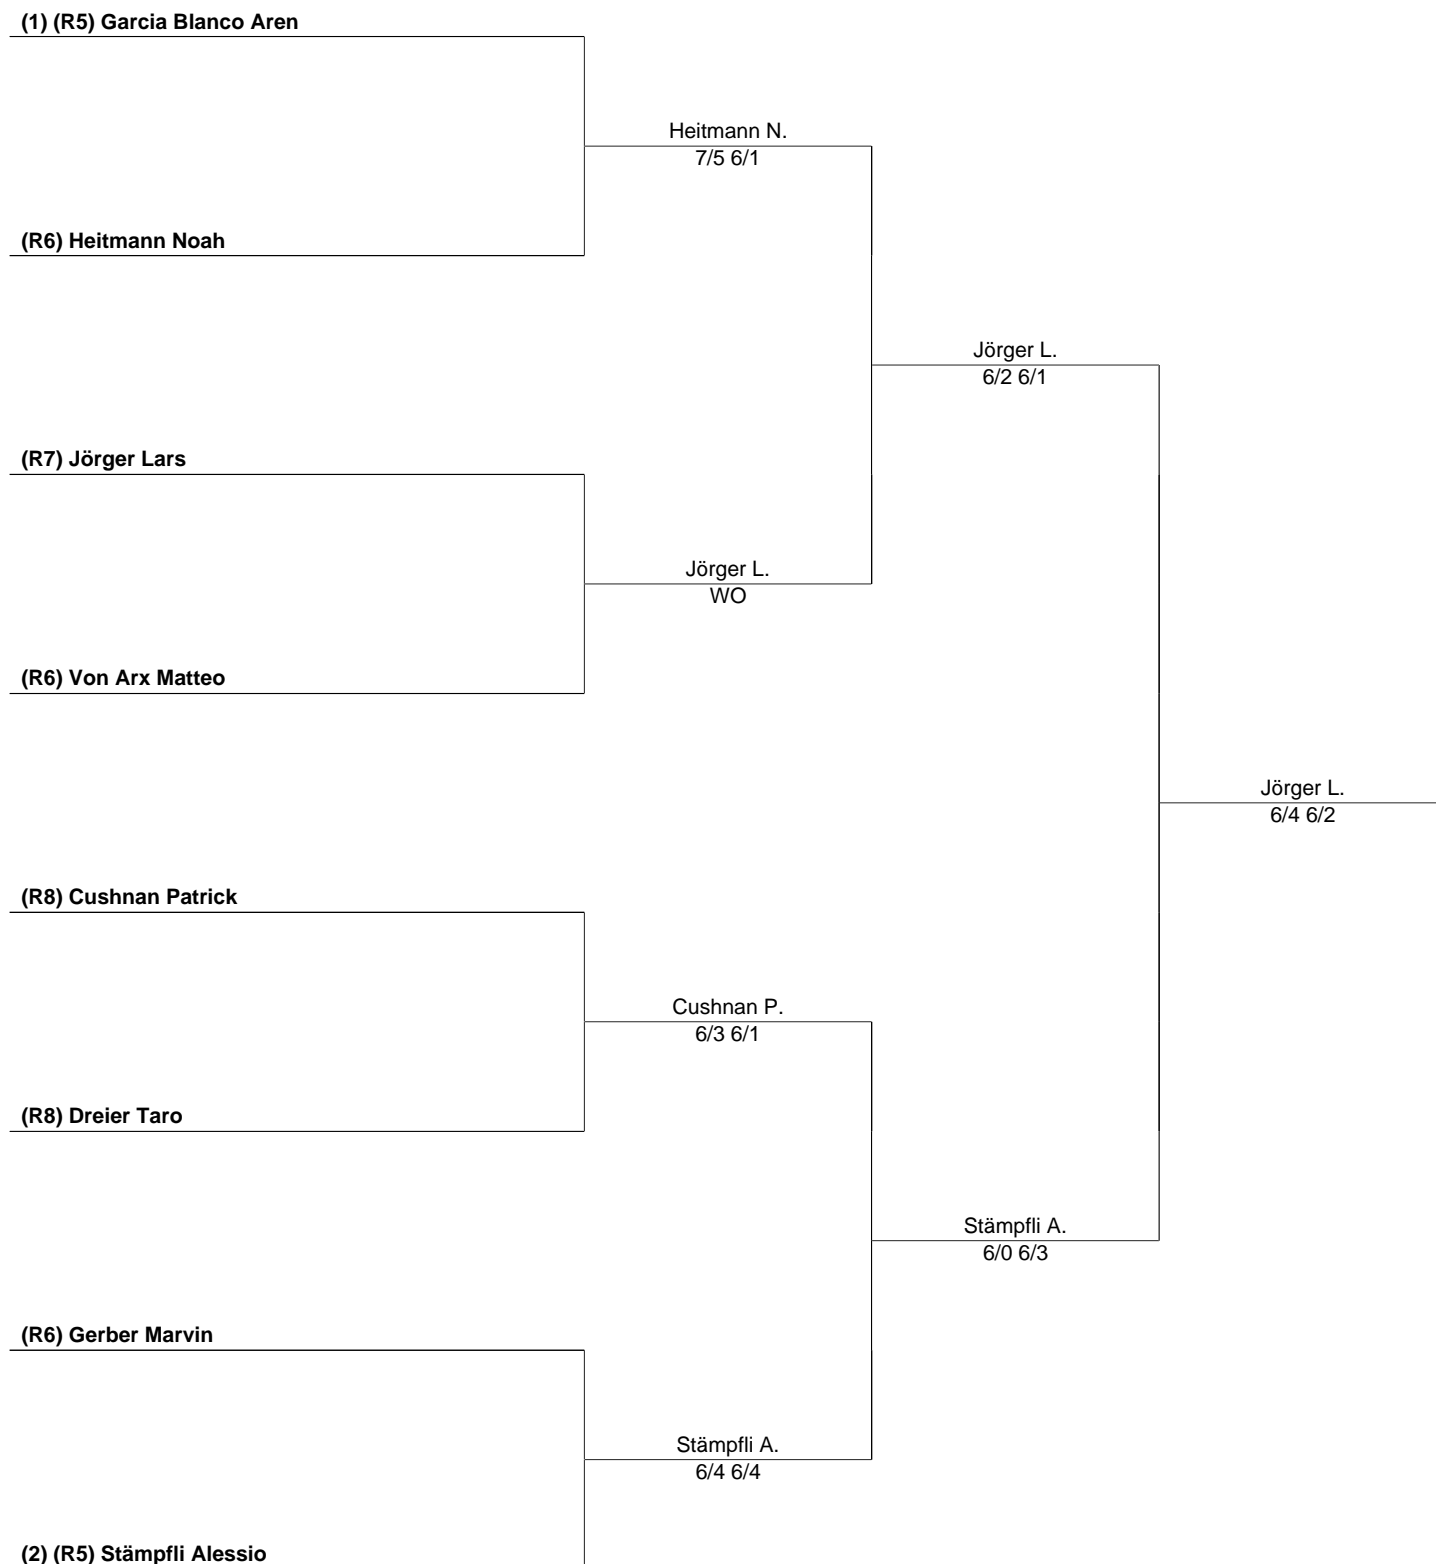 (1) (R5) Garcia Blanco Aren
Heitmann N.
7/5 6/1
(R6) Heitmann Noah
Jörger L.
6/2 6/1
(R7) Jörger Lars
Jörger L.
WO
(R6) Von Arx Matteo
Jörger L.
6/4 6/2
(R8) Cushnan Patrick
Cushnan P.
6/3 6/1
(R8) Dreier Taro
Stämpfli A.
6/0 6/3
(R6) Gerber Marvin
Stämpfli A.
6/4 6/4
(2) (R5) Stämpfli Alessio